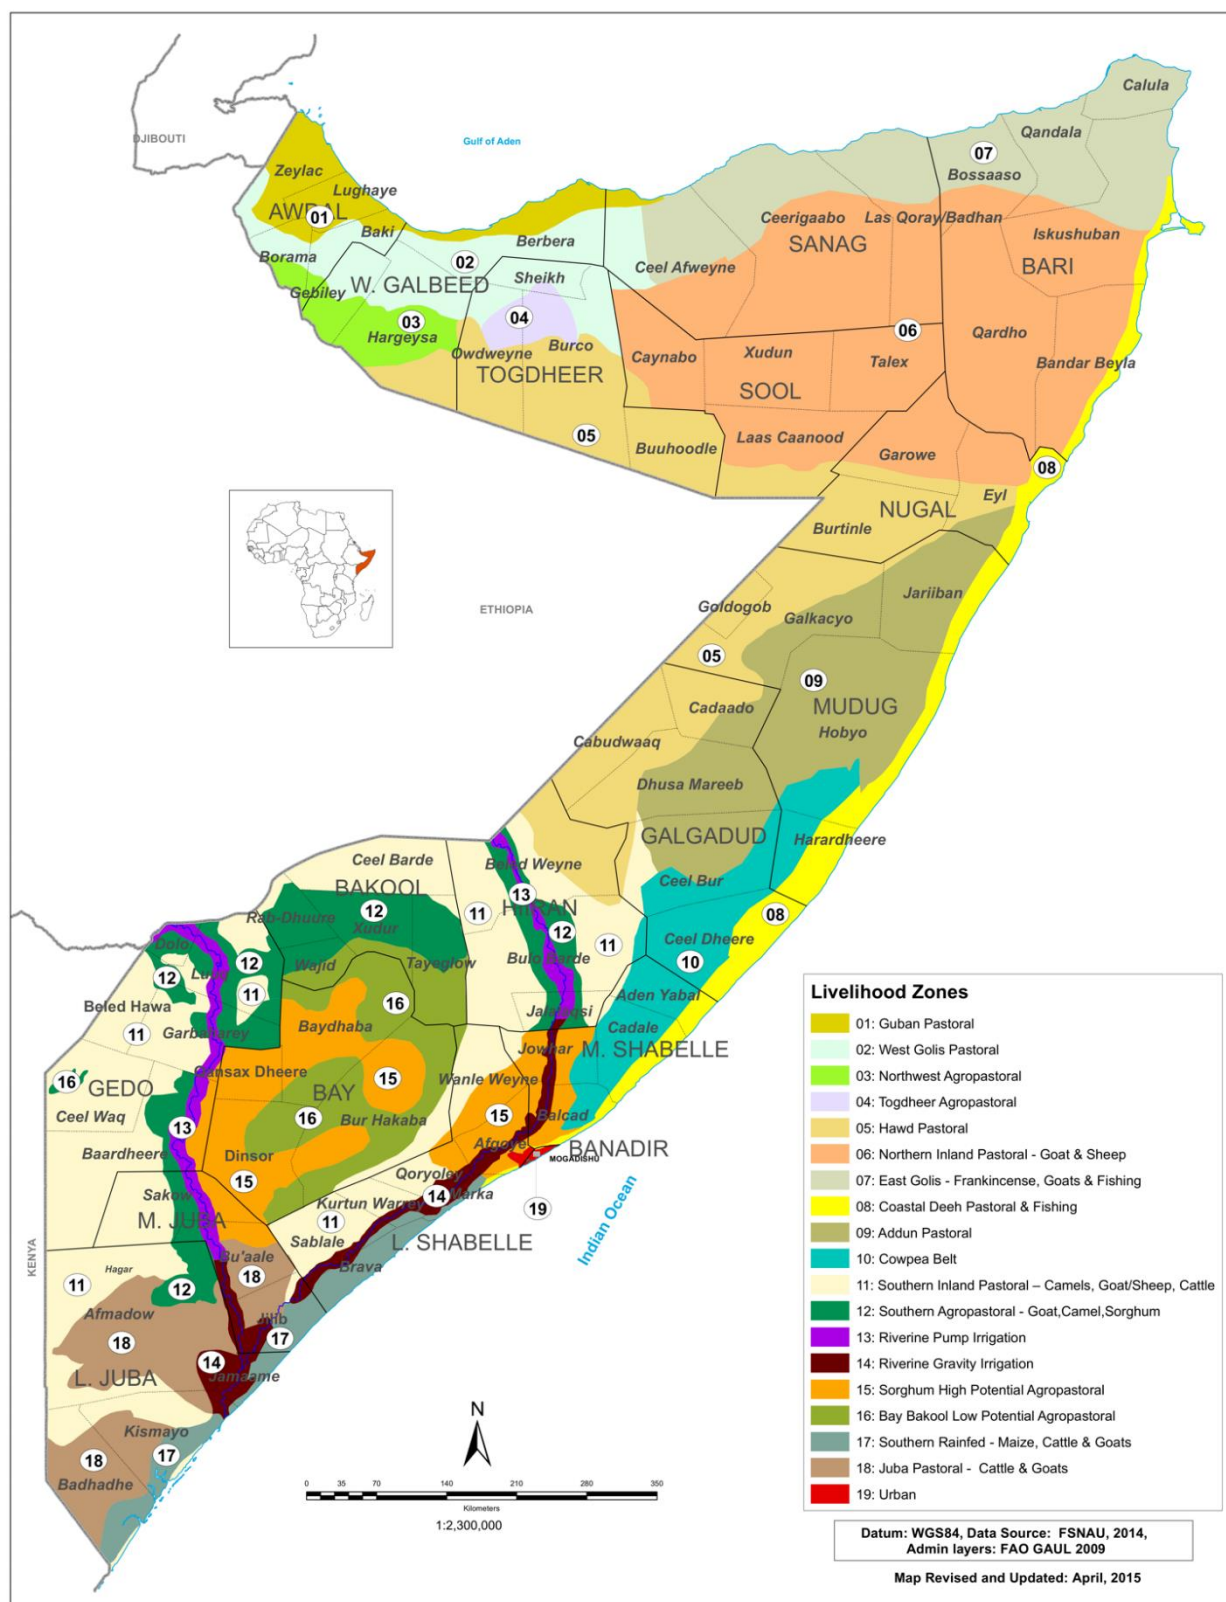 DJIBOUTI
Gulf of Aden
Calula
Qandala
07
Bossaaso
Zeylac
Lughaye
AWDAL
01
Baki
Ceerigaabo
Las Qoray/Badhan
Iskushuban
SANAG
BARI
Berbera
Borama
02
Sheikh
Ceel Afweyne
W. GALBEED
Gebiley
03
04
06
Hargeysa
Qardho
Owdweyne
Burco
Caynabo
Xudun
Talex
Bandar Beyla
TOGDHEER
SOOL
05
Buuhoodle
Laas Caanood
Garowe
08
Eyl
NUGAL
Burtinle
ETHIOPIA
Goldogob
Galkacyo
Jariiban
05
09
MUDUG
Cadaado
Hobyo
Cabudwaaq
Dhusa Mareeb
GALGADUD
Harardheere
Ceel Barde
Beled Weyne
Ceel Bur
BAKOOL
13
Rab-Dhuure
12
11
HIIRAN
08
Xudur
12
Dolo
11
Ceel Dheere
Luuq
12
Wajid
Tayeglow
Bulo Barde
10
12
11
16
Aden Yabal
Beled Hawa
Jalalaqsi
Cadale
11
Garbaharey
Baydhaba
Jowhar
M. SHABELLE
16
GEDO
Qansax Dheere
15
Wanle Weyne
BAY
Ceel Waq
13
16
Bur Hakaba
15
Balcad
Baardheere
Dinsor
Afgoye
BANADIR
MOGADISHU
15
Qoryoley
Sakow
14
Marka
Kurtun Warrey
19
M. JUBA
11
Sablale
L. SHABELLE
Indian Ocean
KENYA
Bu'aale
Hagar
18
Brava
11
12
Afmadow
Jilib
18
17
14
L. JUBA
Jamaame
Kismayo
18
17
Badhadhe
N
0 35 70 140 210 280 350
Kilometers
1:2,300,000
Livelihood Zones
01: Guban Pastoral
02: West Golis Pastoral
03: Northwest Agropastoral
04: Togdheer Agropastoral
05: Hawd Pastoral
06: Northern Inland Pastoral - Goat & Sheep
07: East Golis - Frankincense, Goats & Fishing
08: Coastal Deeh Pastoral & Fishing
09: Addun Pastoral
10: Cowpea Belt
11: Southern Inland Pastoral – Camels, Goat/Sheep, Cattle
12: Southern Agropastoral - Goat,Camel,Sorghum
13: Riverine Pump Irrigation
14: Riverine Gravity Irrigation
15: Sorghum High Potential Agropastoral
16: Bay Bakool Low Potential Agropastoral
17: Southern Rainfed - Maize, Cattle & Goats
18: Juba Pastoral - Cattle & Goats
19: Urban
Datum: WGS84, Data Source: FSNAU, 2014,
Admin layers: FAO GAUL 2009
Map Revised and Updated: April, 2015